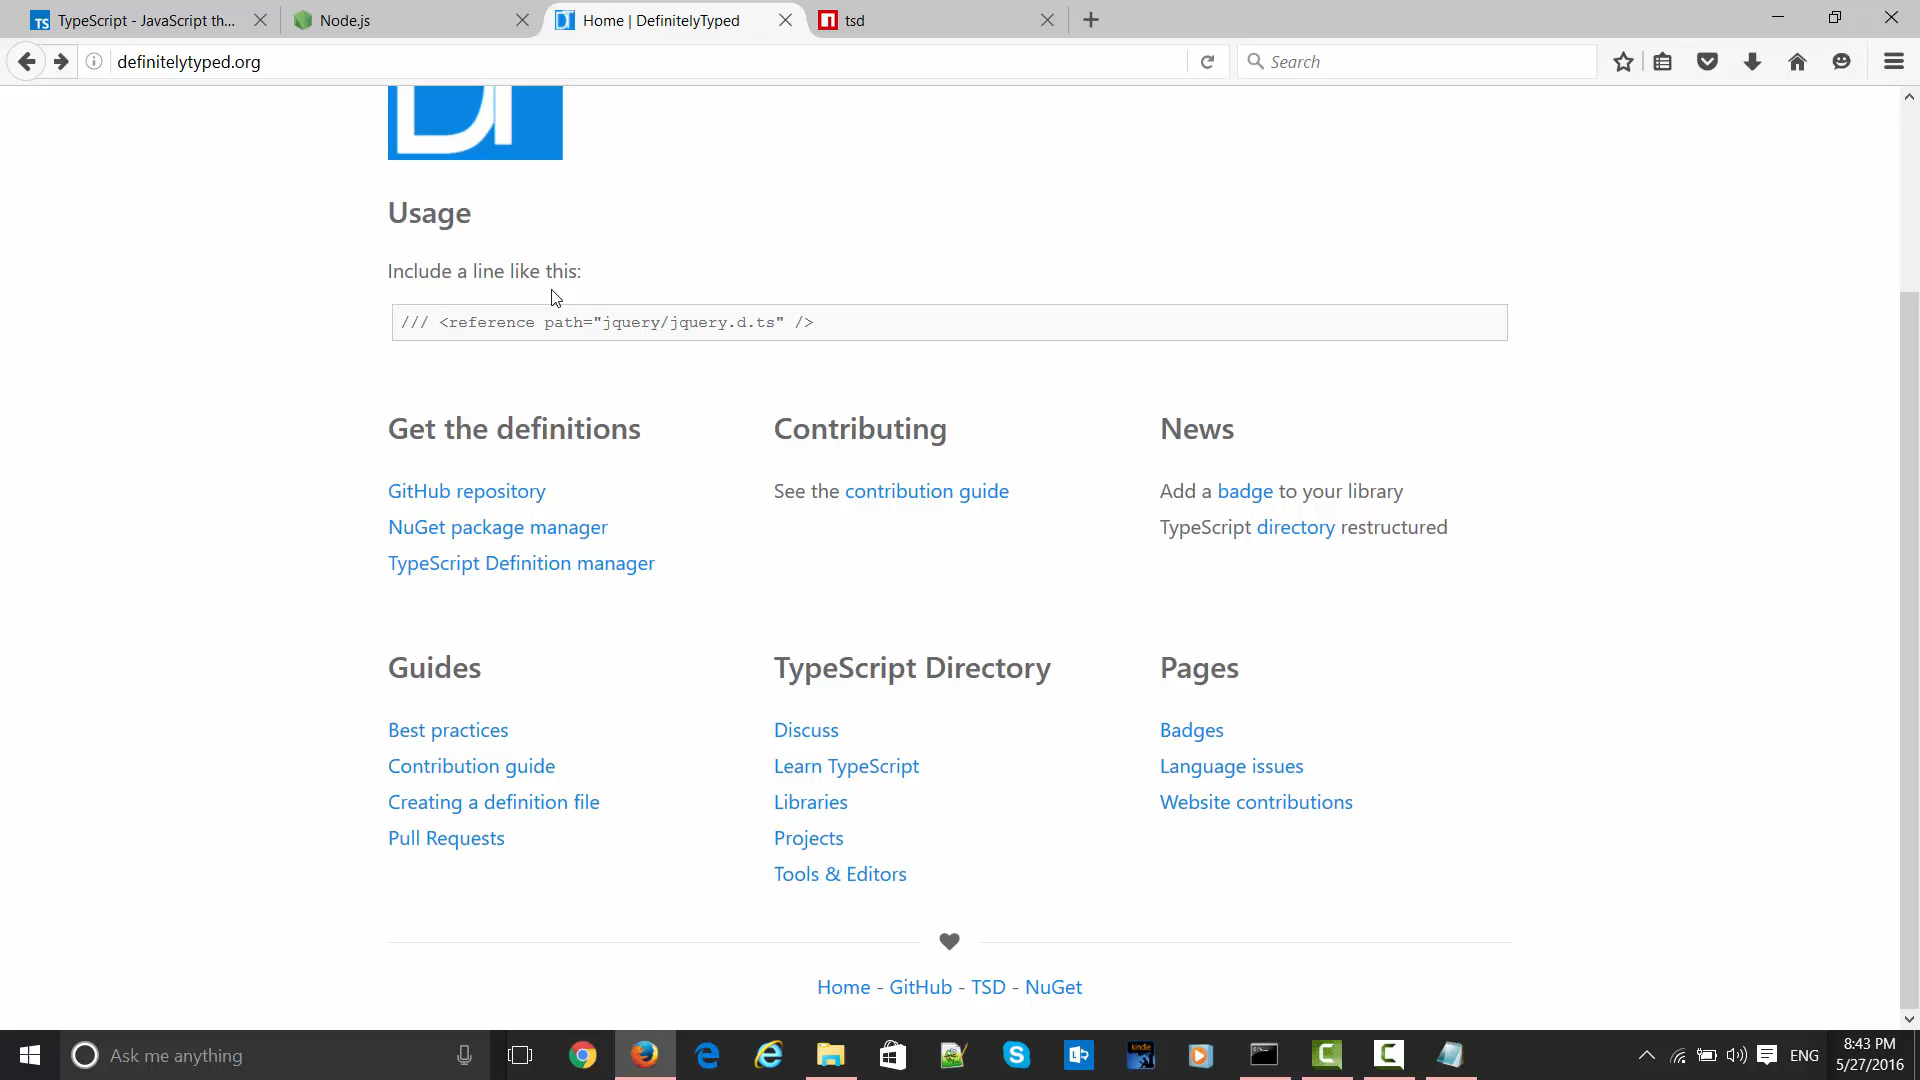 TypeScript - JavaScript th...
Node.js
Home | DefinitelyTyped
tsd
definitelytyped.org
Search
Usage
Include a line like this:
/// <reference path="jquery/jquery.d.ts" />
Get the definitions
GitHub repository
NuGet package manager
TypeScript Definition manager
Contributing
See the contribution guide
News
Add a badge to your library
TypeScript directory restructured
Guides
Best practices
Contribution guide
Creating a definition file
Pull Requests
TypeScript Directory
Discuss
Learn TypeScript
Libraries
Projects
Tools & Editors
Pages
Badges
Language issues
Website contributions
Home - GitHub - TSD - NuGet
Ask me anything
kindle
ENG
8:43 PM
5/27/2016